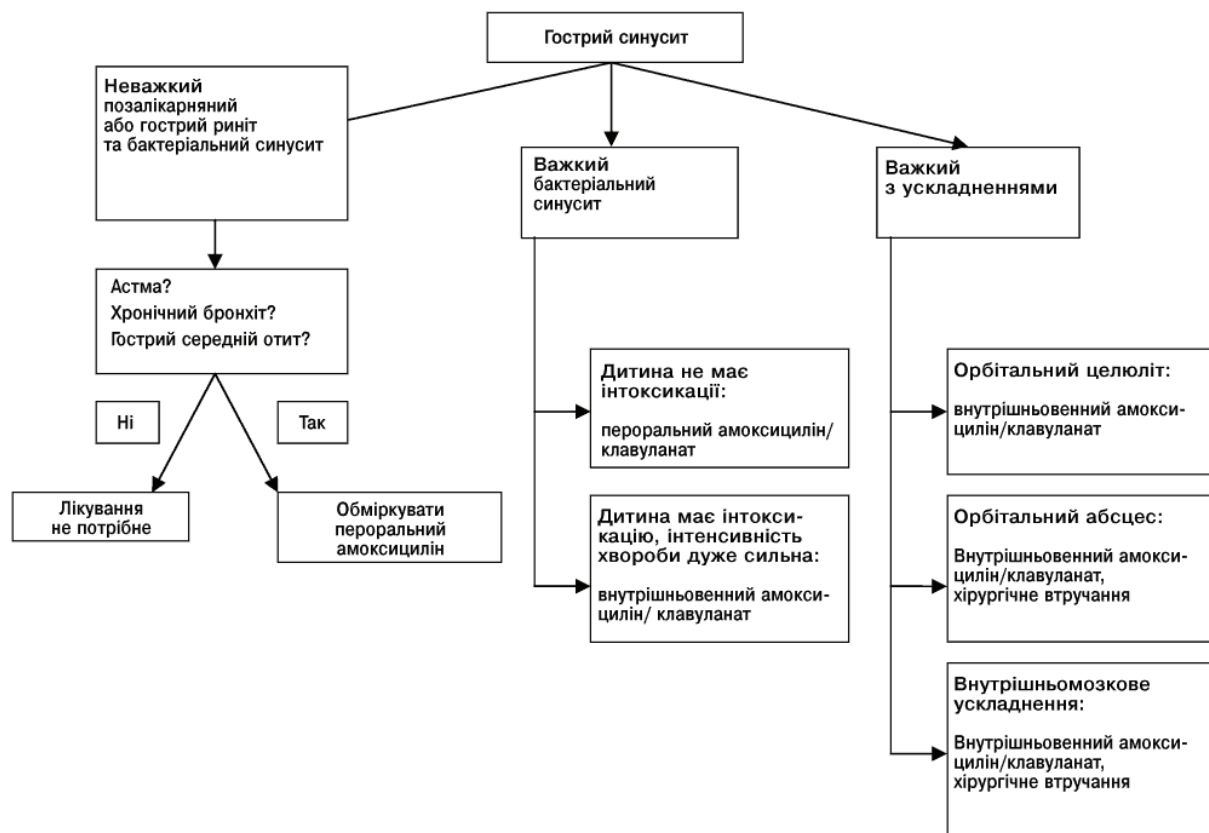 Гострий синусит
Неважкий
позалікарняний
або гострий риніт
та бактеріальний синусит
Важкий
бактеріальний
синусит
Важкий
з ускладненнями
Астма?
Хронічний бронхіт?
Гострий середній отит?
Ні
Так
Лікування
не потрібне
Обміркувати
пероральний
амоксицилін
Дитина не має
інтоксикації:
пероральний амоксицилін/
клавуланат
Дитина має інтокси-
кацію, інтенсивність
хвороби дуже сильна:
внутрішньовенний амокси-
цилін/ клавуланат
Орбітальний целюліт:
внутрішньовенний амокси-
цилін/клавуланат
Орбітальний абсцес:
Внутрішньовенний амокси-
цилін/клавуланат,
хірургічне втручання
Внутрішньомозкове
ускладнення:
Внутрішньовенний амокси-
цилін/клавуланат,
хірургічне втручання